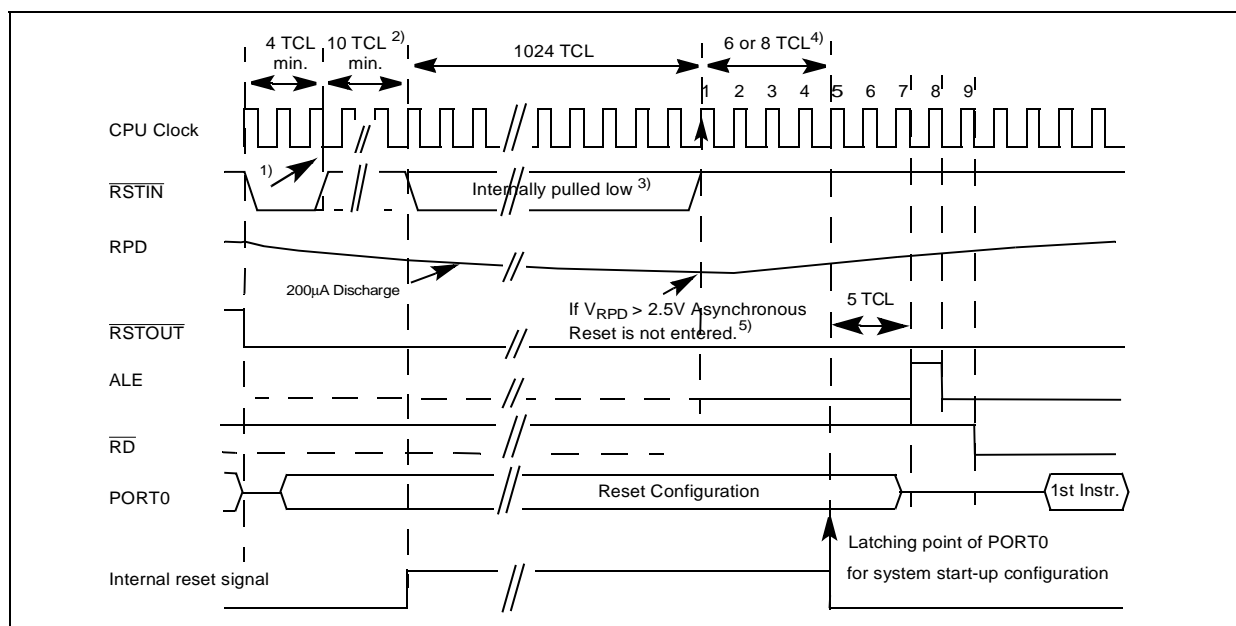 4 TCL
min.
10 TCL 2)
min.
1024 TCL
6 or 8 TCL4)
1 2 3 4 5 6 7 8 9
CPU Clock
1)
RSTIN
Internally pulled low 3)
RPD
200µA Discharge
If VRPD > 2.5V Asynchronous
Reset is not entered.5)
5 TCL
RSTOUT
ALE
RD
PORT0
Reset Configuration
1st Instr.
Latching point of PORT0
for system start-up configuration
Internal reset signal